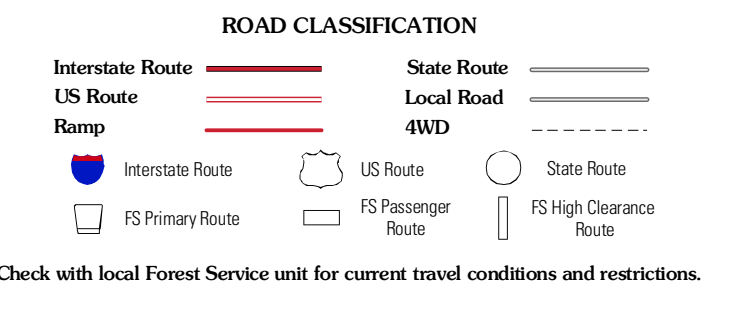 ROAD CLASSIFICATION
Interstate Route
State Route
US Route
Local Road
Ramp
4WD
Interstate Route
US Route
State Route
FS Primary Route
FS Passenger
Route
FS High Clearance
Route
Check with local Forest Service unit for current travel conditions and restrictions.